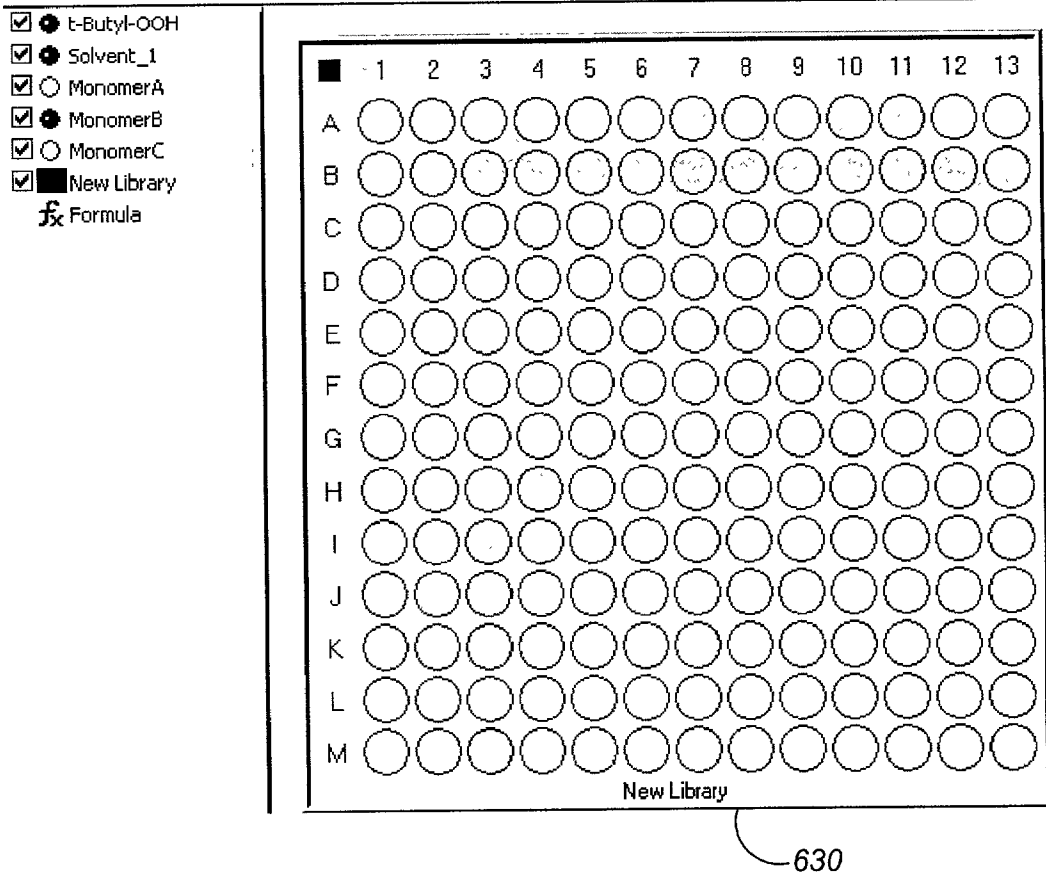 t-Butyl-OOH
Solvent_1
MonomerA
MonomerB
MonomerC
New Library
fx Formula
1 2 3 4 5 6 7 8 9 10 11 12 13
A
B
C
D
E
F
G
H
I
J
K
L
M
New Library
630